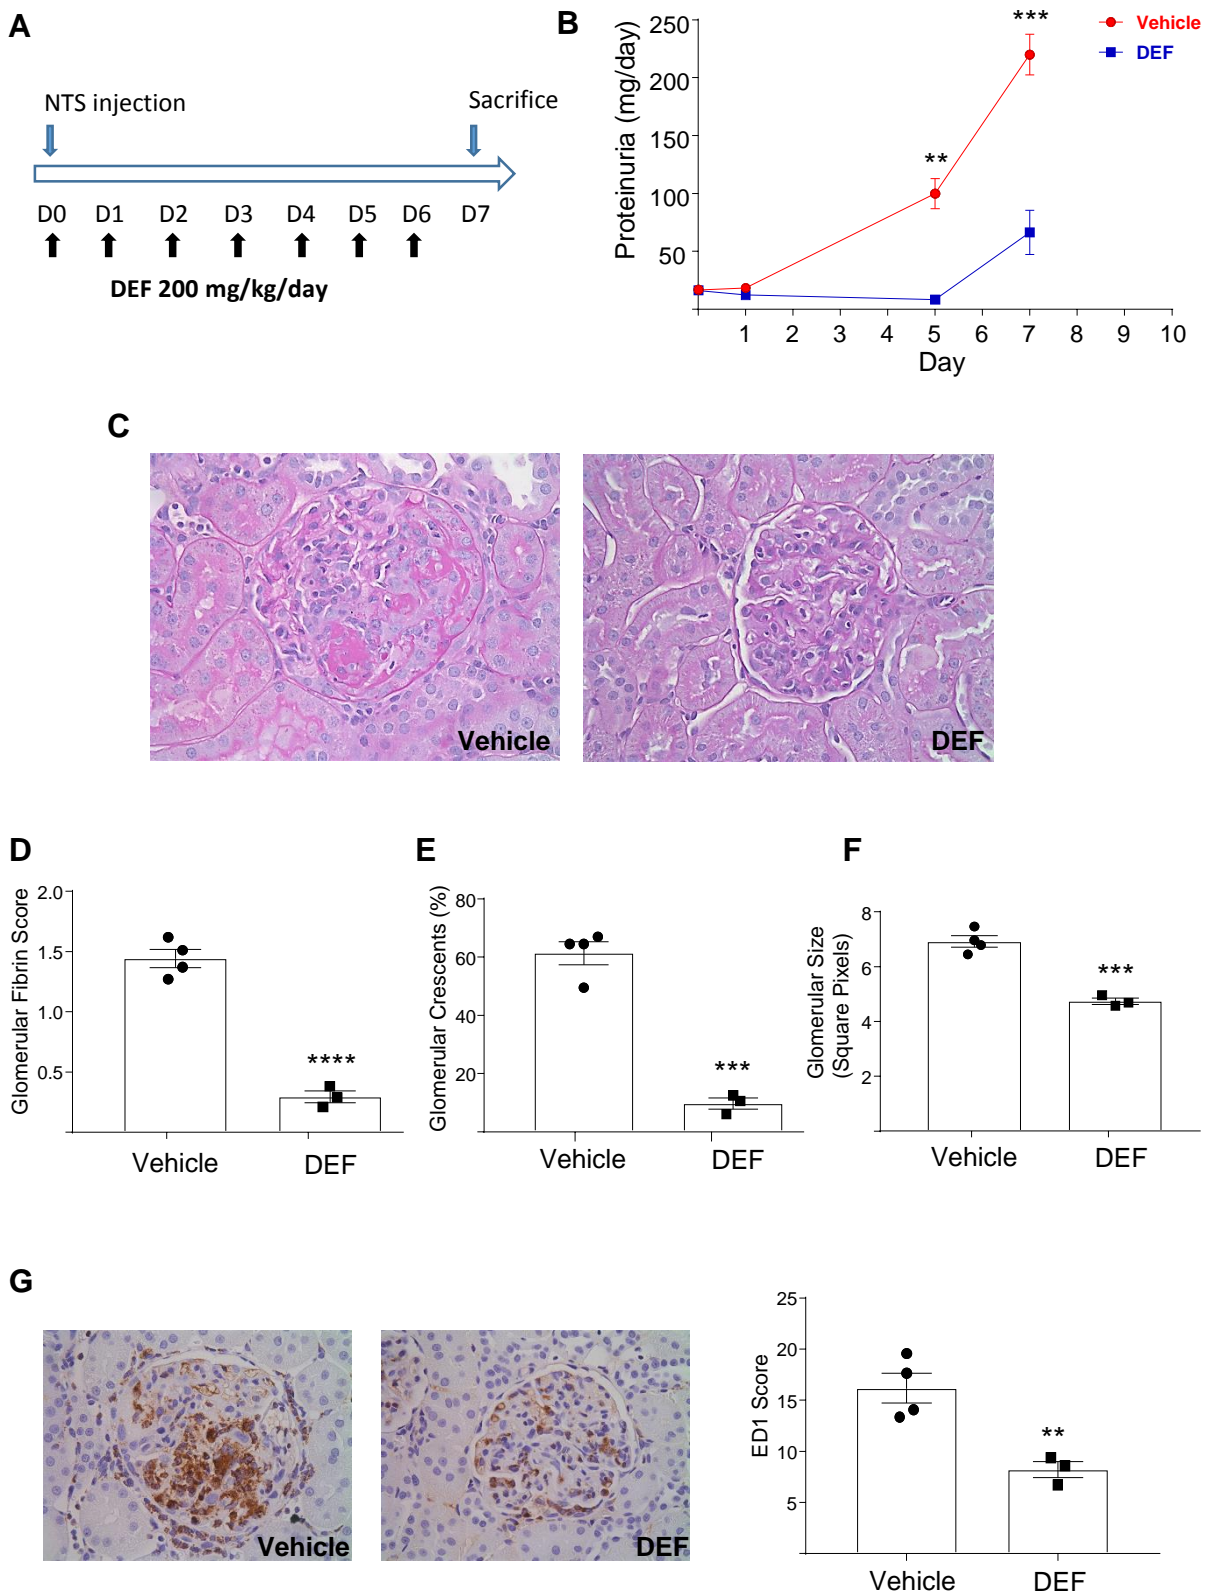 A
NTS injection
Sacrifice
D0 D1 D2 D3 D4 D5 D6 D7
DEF 200 mg/kg/day
B
Proteinuria (mg/day)
250
200
150
100
50
**
***
Vehicle
DEF
1 2 3 4 5 6 7 8 9 10
Day
C
Vehicle
DEF
D
Glomerular Fibrin Score
2.0
1.5
1.0
0.5
****
Vehicle DEF
E
Glomerular Crescents (%)
80
60
40
20
***
Vehicle DEF
F
Glomerular Size
(Square Pixels)
8
6
4
2
***
Vehicle DEF
G
Vehicle
DEF
ED1 Score
25
20
15
10
5
**
Vehicle DEF